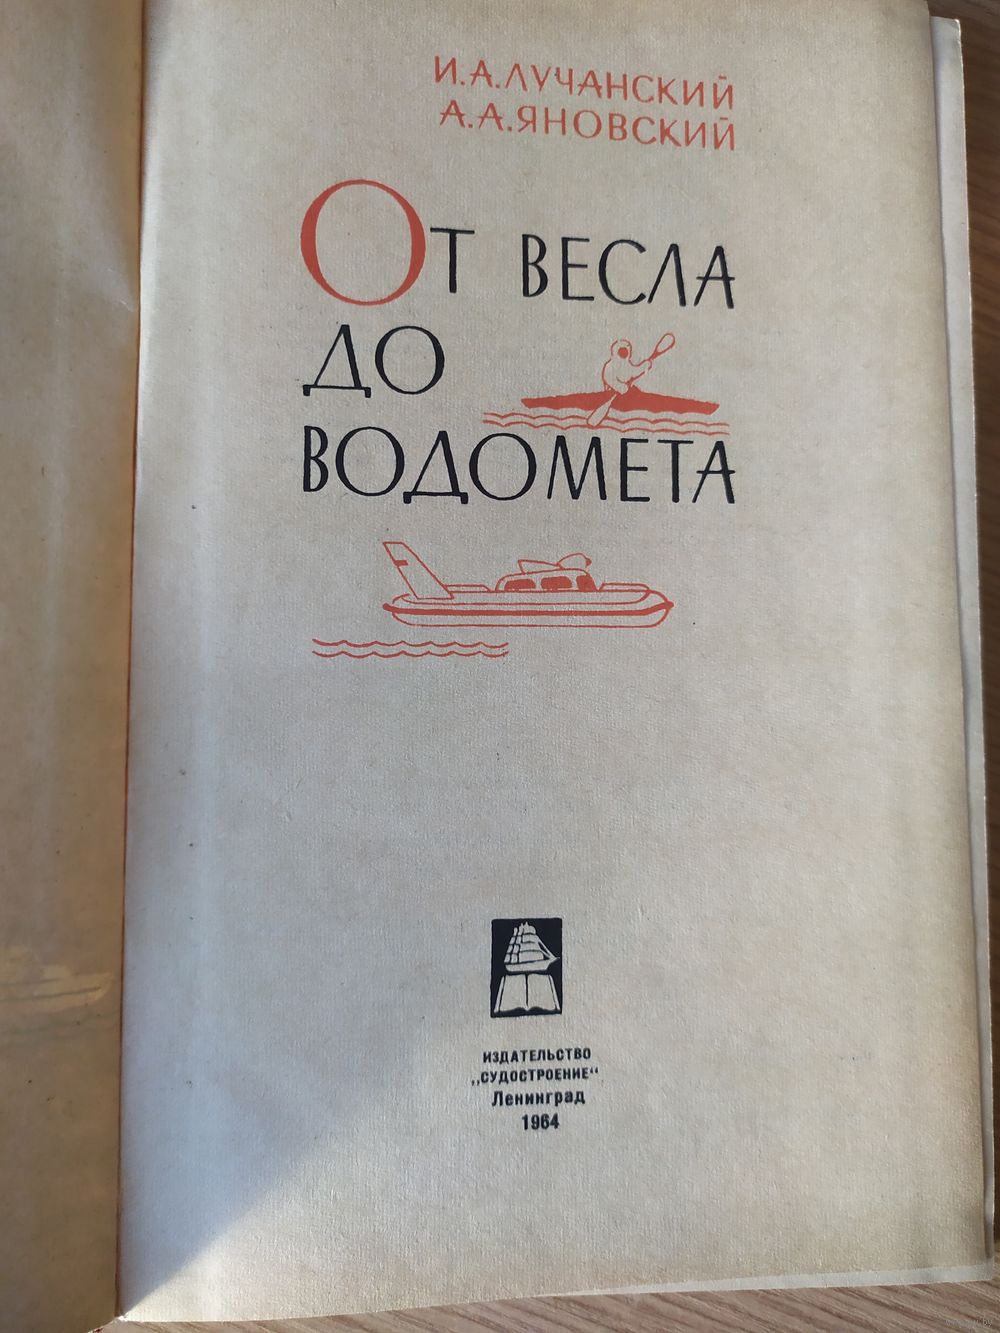 И.А.ЛУЧАНСКИЙ
А.А.ЯНОВСКИЙ
ОТ ВЕСЛА
ДО
ВОДОМЕТА
ИЗДАТЕЛЬСТВО
„СУДОСТРОЕНИЕ“
Ленинград
1964